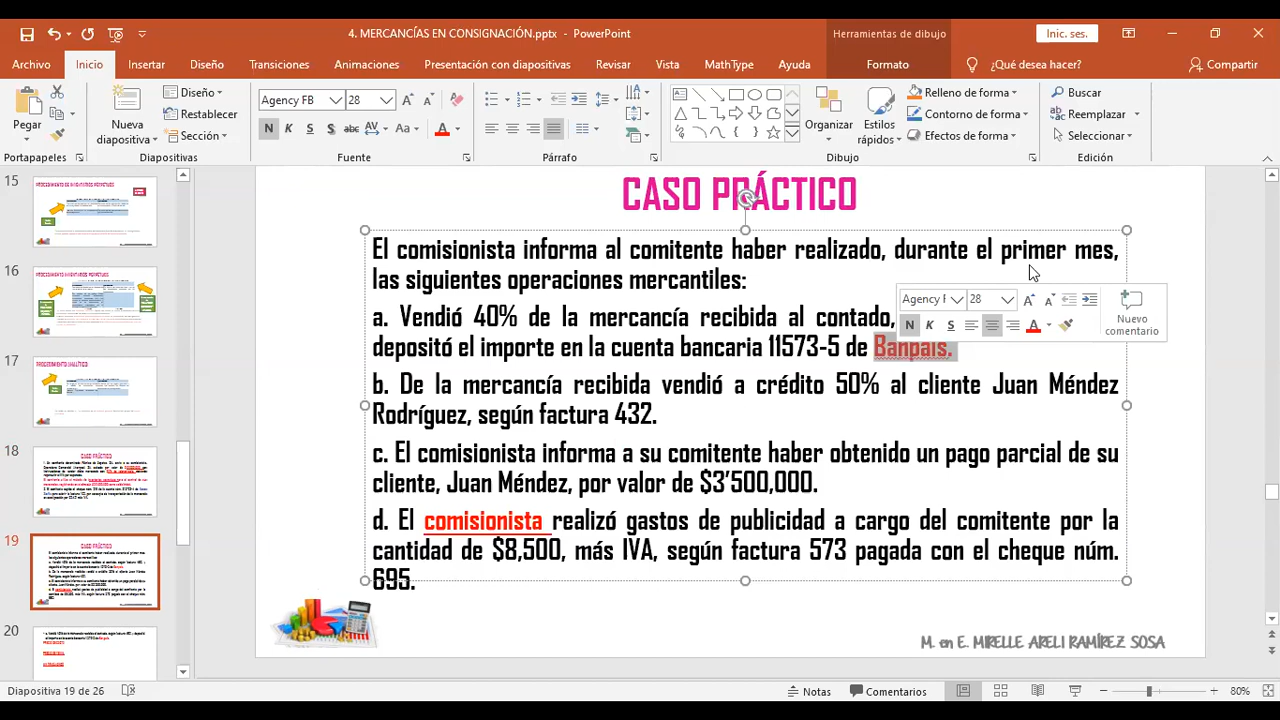 4. MERCANCÍAS EN CONSIGNACIÓN.pptx - PowerPoint
Herramientas de dibujo
Inic. ses.
Archivo Inicio Insertar Diseño Transiciones Animaciones Presentación con diapositivas Revisar Vista MathType Ayuda Formato ¿Qué desea hacer? Compartir
Pegar
Portapapeles
Nueva diapositiva
Diseño
Restablecer
Sección
Diapositivas
Agency FB 28
N K S abc AV Aa A
Fuente
Párrafo
Organizar
Estilos rápidos
Relleno de forma
Contorno de forma
Efectos de forma
Dibujo
Buscar
Reemplazar
Seleccionar
Edición
15
16
17
18
CASO PRÁCTICO
19
CASO PRÁCTICO
20
CASO PRÁCTICO
El comisionista informa al comitente haber realizado, durante el primer mes,
las siguientes operaciones mercantiles:
a. Vendió 40% de la mercancía recibida al contado,
depositó el importe en la cuenta bancaria 11573-5 de Banpaís.
b. De la mercancía recibida vendió a crédito 50% al cliente Juan Méndez
Rodríguez, según factura 432.
c. El comisionista informa a su comitente haber obtenido un pago parcial de su
cliente, Juan Méndez, por valor de $3'500,000.
d. El comisionista realizó gastos de publicidad a cargo del comitente por la
cantidad de $8,500, más IVA, según factura 573 pagada con el cheque núm.
695.
Agency 28
N K S A
Nuevo comentario
M. en E. MIRELLE ARELI RAMÍREZ SOSA
Diapositiva 19 de 26
Notas
Comentarios
80%